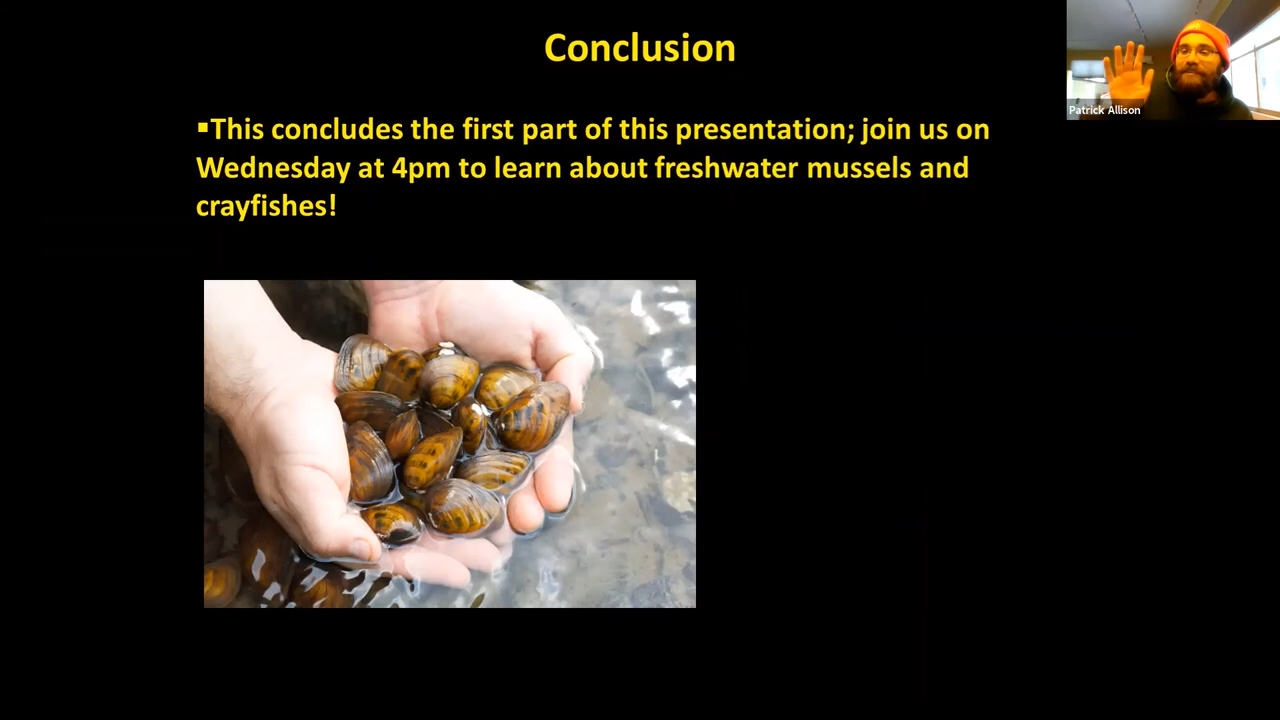 Conclusion
▪This concludes the first part of this presentation; join us on
Wednesday at 4pm to learn about freshwater mussels and
crayfishes!
Patrick Allison